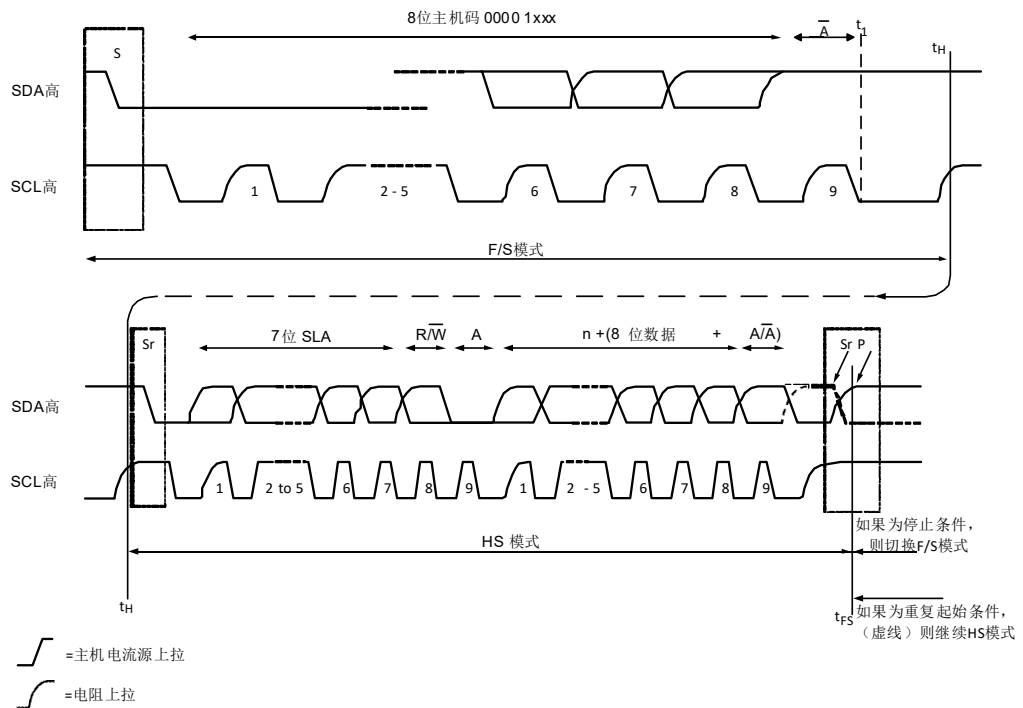 8位主机码 0000 1xxx
A̅
t1
tH
S
SDA高
SCL高
1
2 - 5
6
7
8
9
F/S模式
Sr
7位 SLA
R/W̅
A
n +(8 位数据 +
A/A̅)
Sr P
SDA高
SCL高
1
2 to 5
6
7
8
9
1
2 - 5
6
7
8
9
HS 模式
如果为停止条件，
则切换F/S模式
tH
tFS
如果为重复起始条件，
（虚线）则继续HS模式
=主机电流源上拉
=电阻上拉